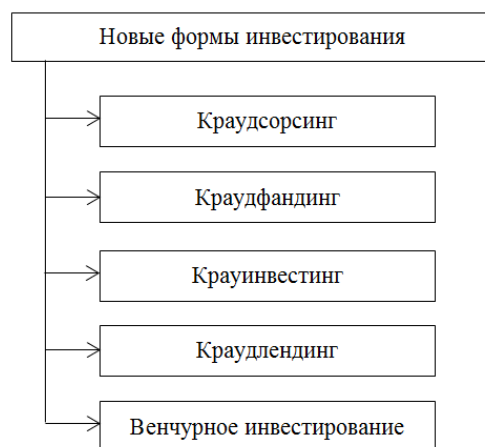 Новые формы инвестирования
Краудсорсинг
Краудфандинг
Крауинвестинг
Краудлендинг
Венчурное инвестирование